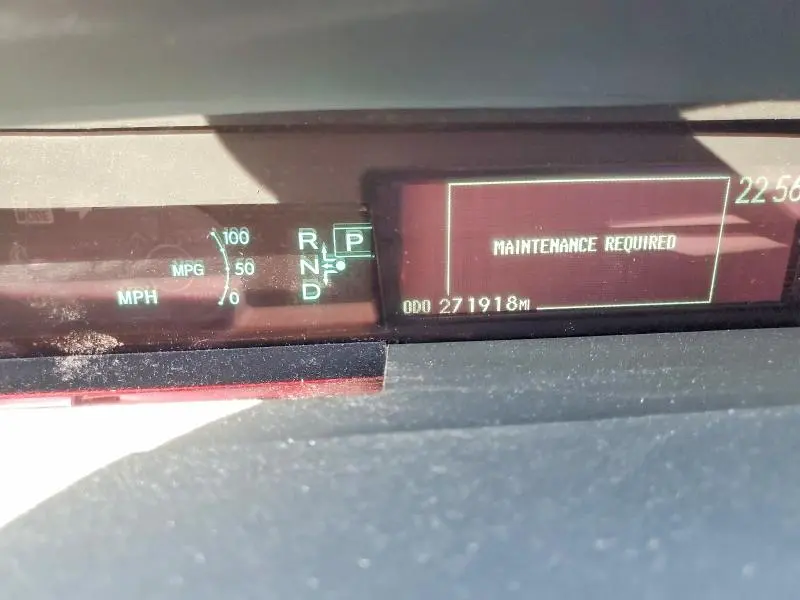 100
MPG 50
MPH 0
R P
N
D
MAINTENANCE REQUIRED
ODO 271918MI
22 56